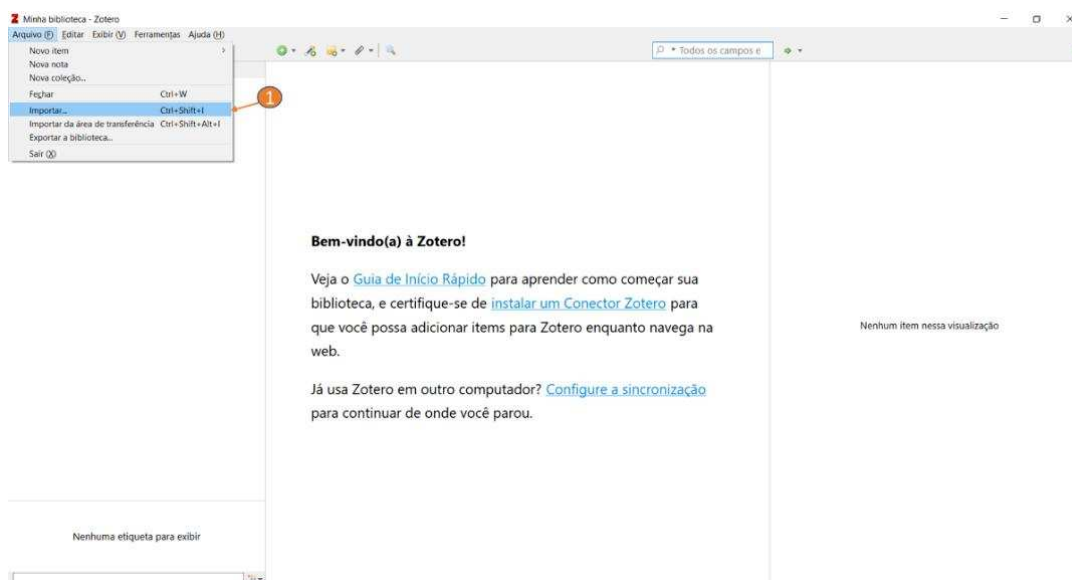 Minha biblioteca - Zotero
Arquivo (F) Editar Exibir (V) Ferramentas Ajuda (H)
Novo item
Nova nota
Nova coleção...
Fechar Ctrl+W
Importar... Ctrl+Shift+I
Importar da área de transferência Ctrl+Shift+Alt+I
Exportar a biblioteca...
Sair (X)
1
Todos os campos e
Bem-vindo(a) à Zotero!
Veja o Guia de Início Rápido para aprender como começar sua
biblioteca, e certifique-se de instalar um Conector Zotero para
que você possa adicionar items para Zotero enquanto navega na
web.
Já usa Zotero em outro computador? Configure a sincronização
para continuar de onde você parou.
Nenhum item nessa visualização
Nenhuma etiqueta para exibir